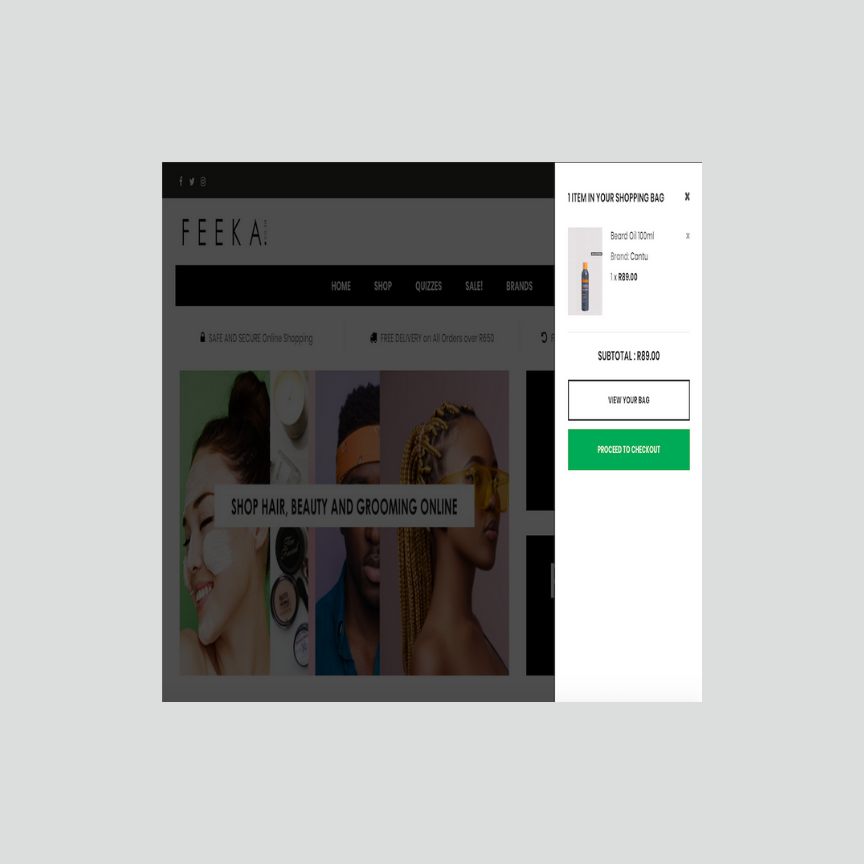 FEEKA
HOME SHOP QUIZZES SALE! BRANDS
SAFE AND SECURE Online Shopping FREE DELIVERY on All Orders over R650
SHOP HAIR, BEAUTY AND GROOMING ONLINE
1 ITEM IN YOUR SHOPPING BAG x
Beard Oil 100ml x
Brand: Cantu
1 x R89.00
SUBTOTAL : R89.00
VIEW YOUR BAG
PROCEED TO CHECKOUT